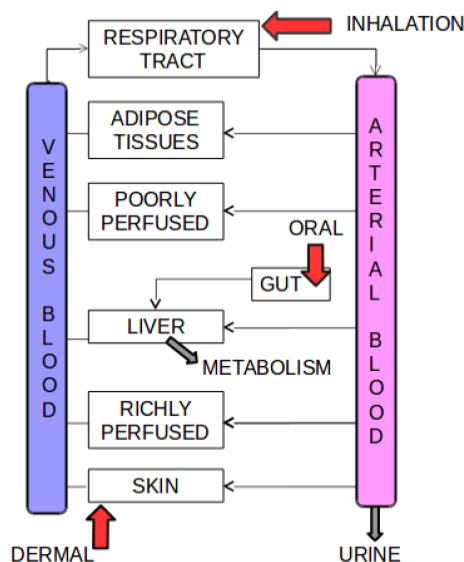 INHALATION
RESPIRATORY
TRACT
VENOUS BLOOD
ARTERIAL BLOOD
ADIPOSE
TISSUES
POORLY
PERFUSED
ORAL
GUT
LIVER
METABOLISM
RICHLY
PERFUSED
SKIN
DERMAL
URINE